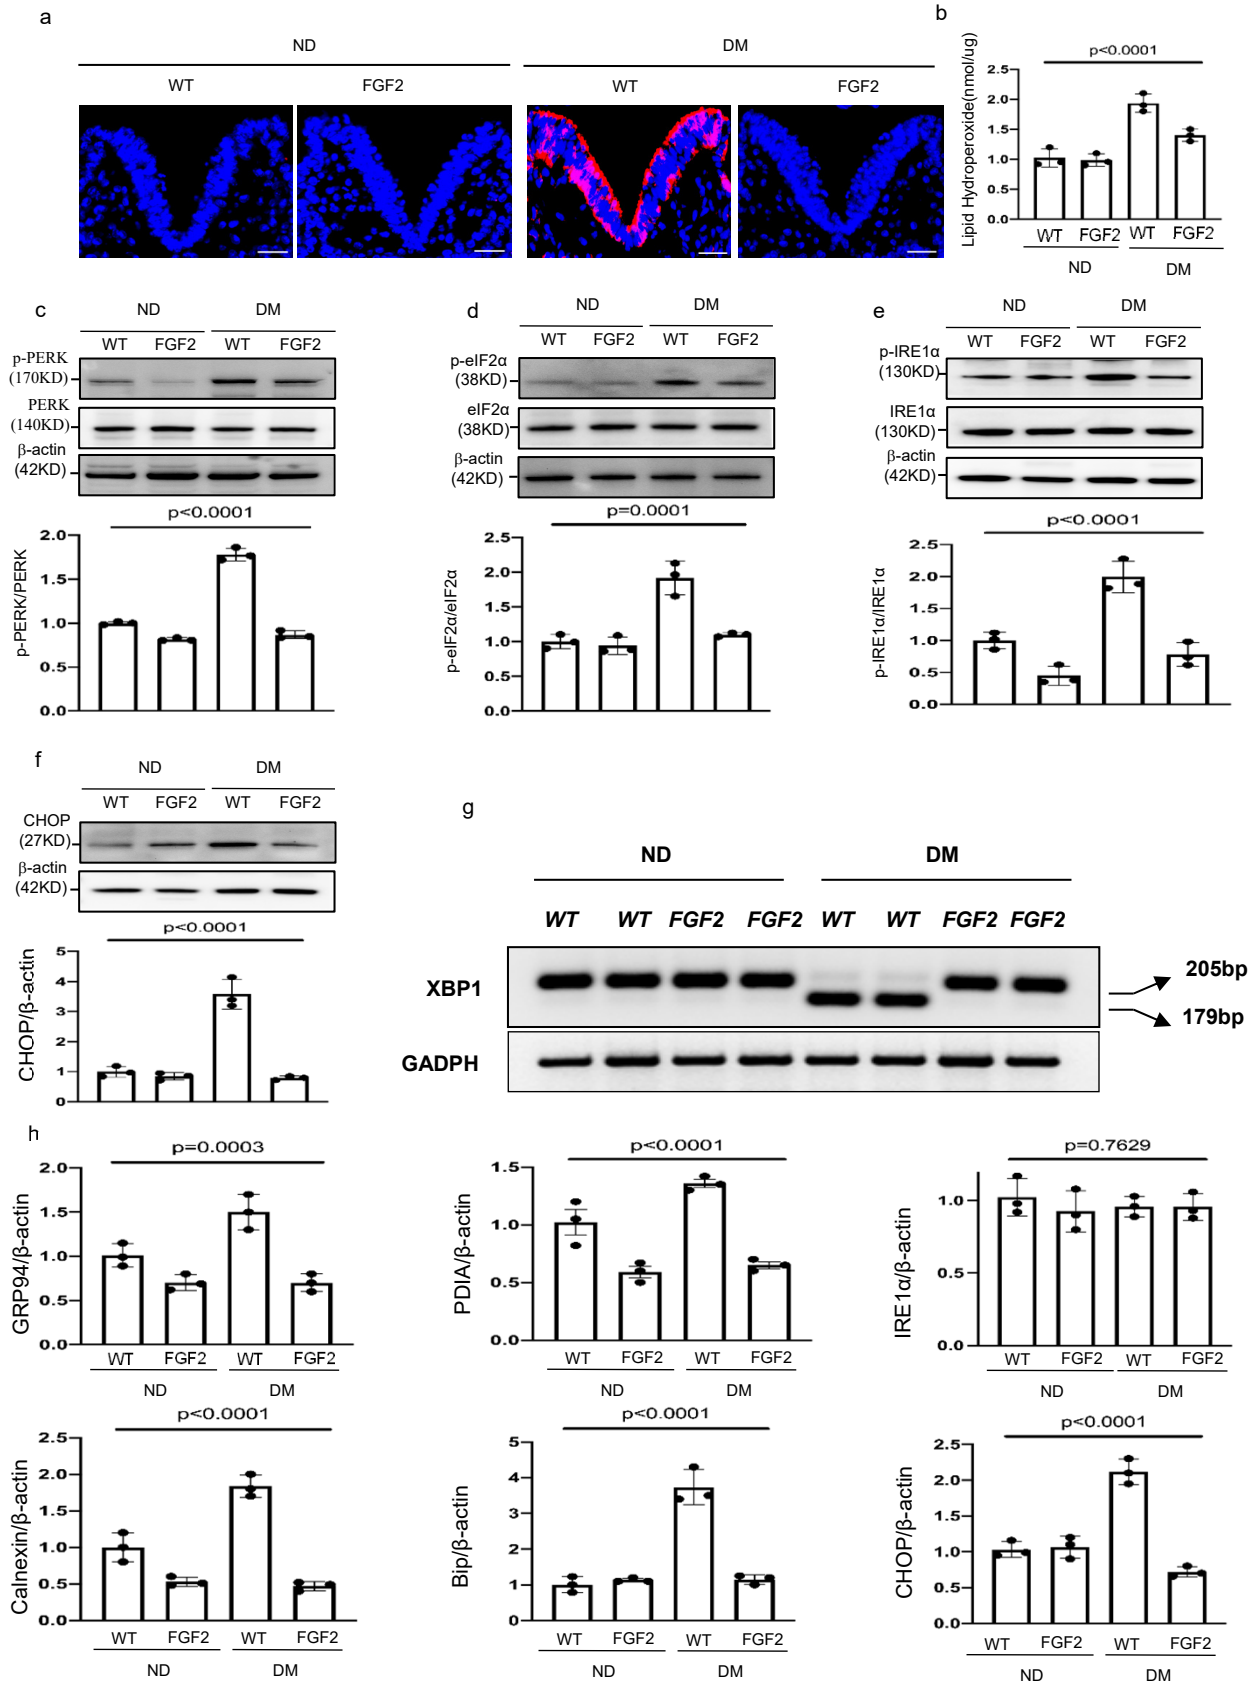 a
ND
DM
WT
FGF2
WT
FGF2
b
p<0.0001
Lipid Hydroperoxide(nmol/ug)
2.5
2.0
1.5
1.0
0.5
0.0
WT FGF2 WT FGF2
ND DM
c
ND DM
WT FGF2 WT FGF2
p-PERK
(170KD)
PERK
(140KD)
β-actin
(42KD)
p<0.0001
p-PERK/PERK
2.0
1.5
1.0
0.5
0.0
d
ND DM
WT FGF2 WT FGF2
p-eIF2α
(38KD)
eIF2α
(38KD)
β-actin
(42KD)
p=0.0001
p-eIF2α/eIF2α
2.5
2.0
1.5
1.0
0.5
0.0
e
ND DM
WT FGF2 WT FGF2
p-IRE1α
(130KD)
IRE1α
(130KD)
β-actin
(42KD)
p<0.0001
p-IRE1α/IRE1α
2.5
2.0
1.5
1.0
0.5
0.0
f
ND DM
WT FGF2 WT FGF2
CHOP
(27KD)
β-actin
(42KD)
p<0.0001
CHOP/β-actin
5
4
3
2
1
0
g
ND DM
WT WT FGF2 FGF2 WT WT FGF2 FGF2
XBP1
205bp
179bp
GADPH
h
p=0.0003
GRP94/β-actin
2.0
1.5
1.0
0.5
0.0
WT FGF2 WT FGF2
ND DM
p<0.0001
PDIA/β-actin
1.5
1.0
0.5
0.0
WT FGF2 WT FGF2
ND DM
p=0.7629
IRE1α/β-actin
1.0
0.5
0.0
WT FGF2 WT FGF2
ND DM
p<0.0001
Calnexin/β-actin
2.5
2.0
1.5
1.0
0.5
0.0
WT FGF2 WT FGF2
ND DM
p<0.0001
Bip/β-actin
5
4
3
2
1
0
WT FGF2 WT FGF2
ND DM
p<0.0001
CHOP/β-actin
2.5
2.0
1.5
1.0
0.5
0.0
WT FGF2 WT FGF2
ND DM